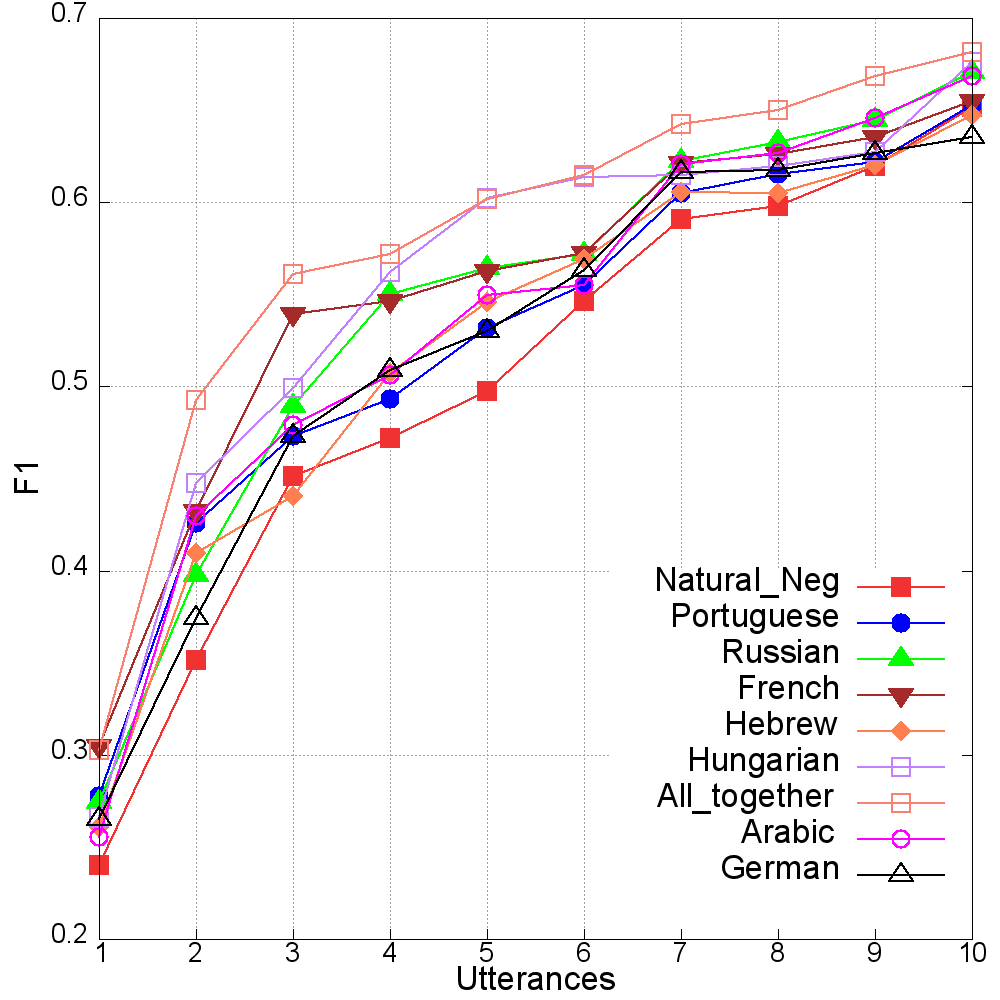 0.7
0.6
0.5
0.4
0.3
0.2
F1
Natural_Neg
Portuguese
Russian
French
Hebrew
Hungarian
All_together
Arabic
German
1 2 3 4 5 6 7 8 9 10
Utterances